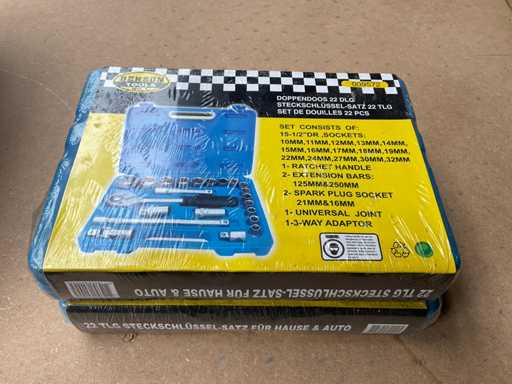 BENSON
TOOLS
009572
DOPPENDOOS 22 DLG
STECKSCHLÜSSEL-SATZ 22 TLG
SET DE DOUILLES 22 PCS
SET CONSISTS OF:
15-1/2"DR .SOCKETS:
10MM,11MM,12MM,13MM,14MM,
15MM,16MM,17MM,18MM,19MM,
22MM,24MM,27MM,30MM,32MM
1- RATCHET HANDLE
2- EXTENSION BARS:
125MM&250MM
2- SPARK PLUG SOCKET
21MM&16MM
1- UNIVERSAL JOINT
1-3-WAY ADAPTOR
22 TLG STECKSCHLÜSSEL-SATZ FÜR HAUSE & AUTO
22 TLG STECKSCHLÜSSEL-SATZ FÜR HAUSE & AUTO